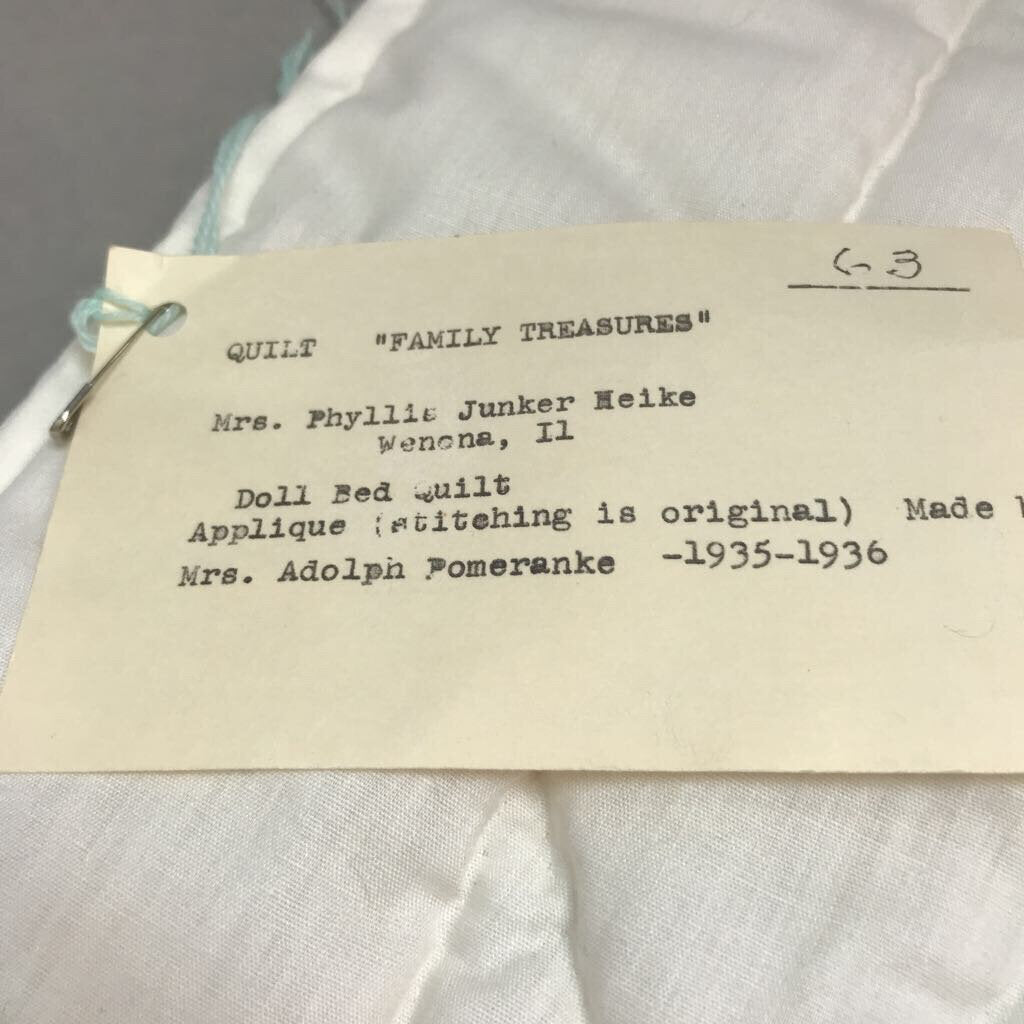 G3
QUILT "FAMILY TREASURES"
Mrs. Phyllis Junker Heike
Wenona, Il
Doll Bed Quilt
Applique (stitching is original) Made
Mrs. Adolph Pomeranke -1935-1936